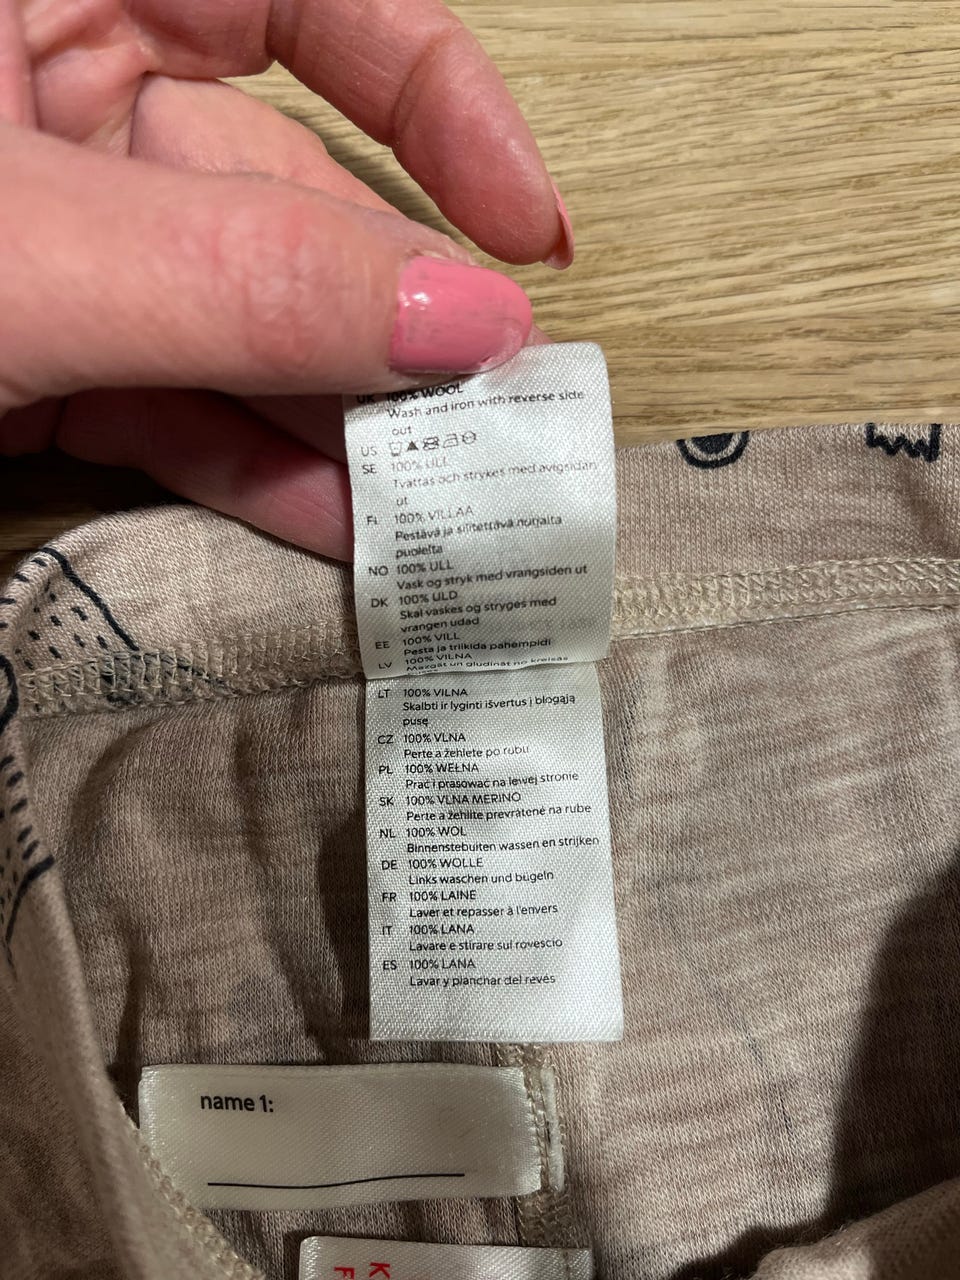 UK 100% WOOL
Wash and iron with reverse side
out
US
SE 100% ULL
Tvättas och strykes med avigsidan
ut
FI 100% VILLAA
Pestävä ja silitettävä nurjalta
puolelta
NO 100% ULL
Vask og stryk med vrangsiden ut
DK 100% ULD
Skal vaskes og stryges med
vrangen udad
EE 100% VILL
Pesta ja triikida pahempidi
LV 100% VILNA
Mazgāt un gludināt no kreisās
LT 100% VILNA
Skalbti ir lyginti išvertus į blogąją
pusę
CZ 100% VLNA
Perte a žehlete po rubu
PL 100% WEŁNA
Prać i prasować na lewej stronie
SK 100% VLNA MERINO
Perte a žehlite prevrátené na rube
NL 100% WOL
Binnenstebuiten wassen en strijken
DE 100% WOLLE
Links waschen und bügeln
FR 100% LAINE
Laver et repasser à l'envers
IT 100% LANA
Lavare e stirare sul rovescio
ES 100% LANA
Lavar y planchar del revés
name 1:
K
F